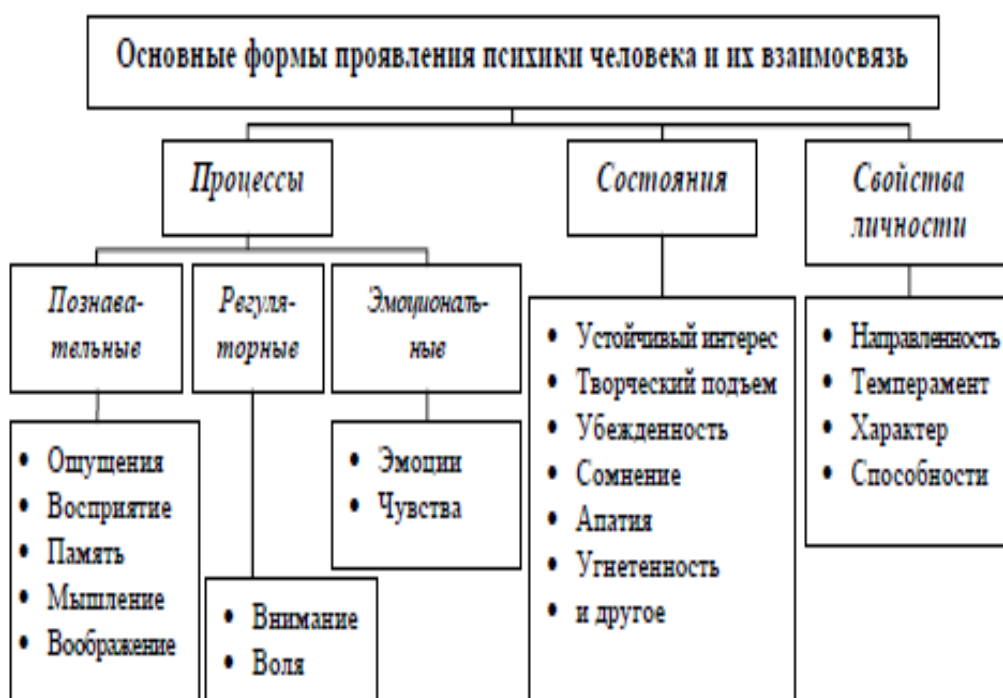 Основные формы проявления психики человека и их взаимосвязь
Процессы
Состояния
Свойства
личности
Познава-
тельные
Регуля-
торные
Эмоциональ-
ные
• Ощущения
• Восприятие
• Память
• Мышление
• Воображение
• Внимание
• Воля
• Эмоции
• Чувства
• Устойчивый интерес
• Творческий подъем
• Убежденность
• Сомнение
• Апатия
• Угнетенность
• и другое
• Направленность
• Темперамент
• Характер
• Способности